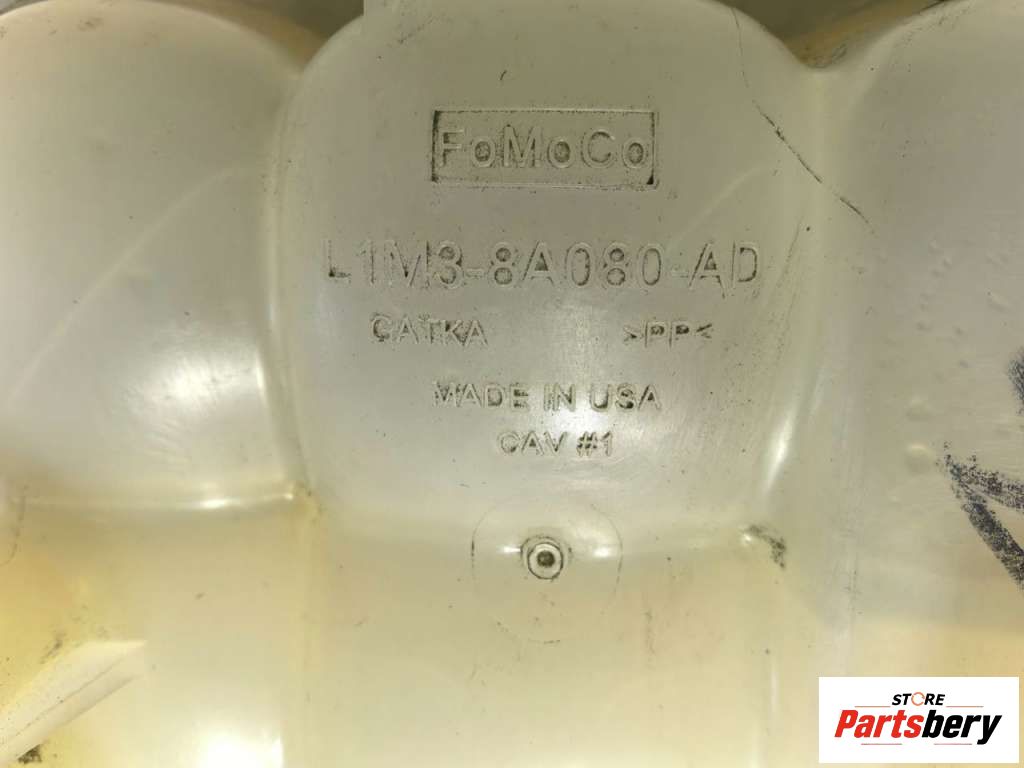 FoMoCo
L1M3-8A080-AD
CATKA >PP<
MADE IN USA
CAV #1
STORE
Partsbery